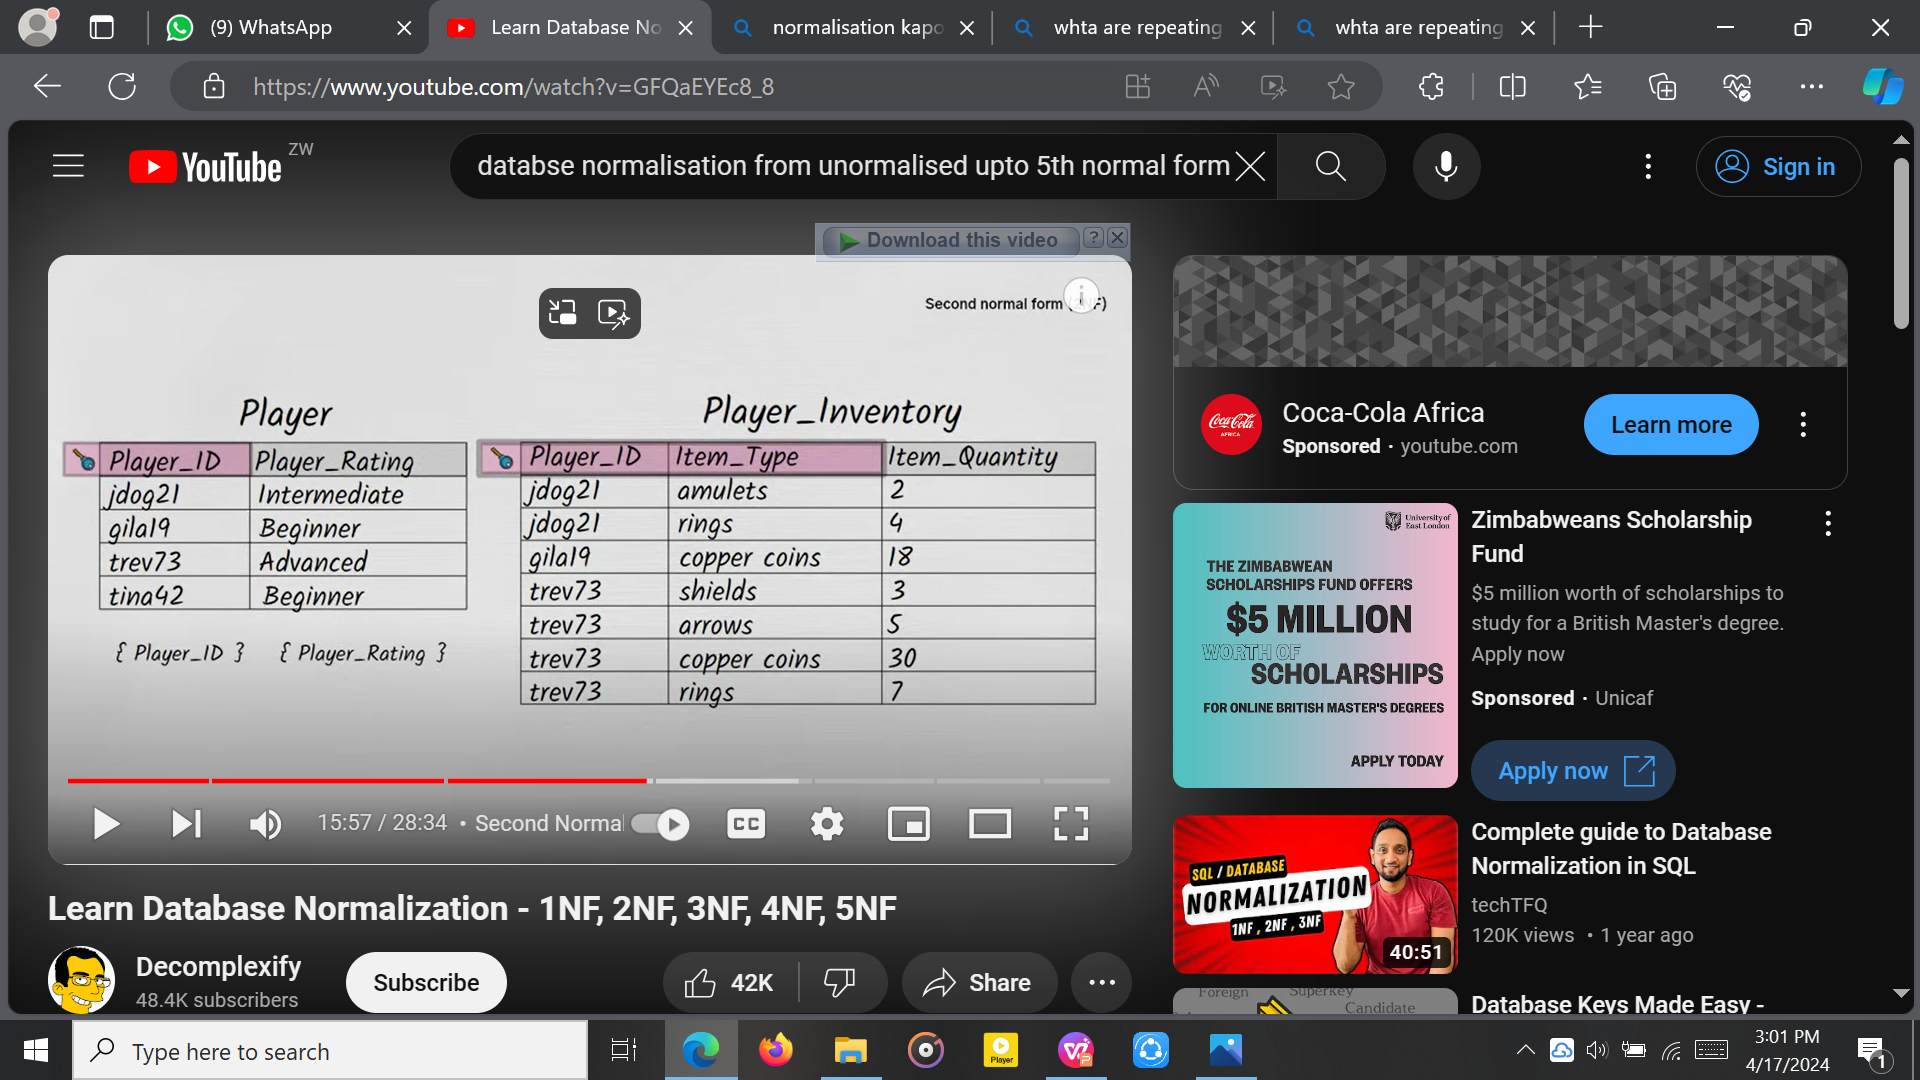 (9) WhatsApp
Learn Database No
normalisation kapo
whta are repeating
whta are repeating
https://www.youtube.com/watch?v=GFQaEYEc8_8
YouTube ZW
databse normalisation from unormalised upto 5th normal form
Sign in
Download this video ?
Second normal form
Player
Player_ID Player_Rating
jdog21 Intermediate
gila19 Beginner
trev73 Advanced
tina42 Beginner
{ Player_ID } { Player_Rating }
Player_Inventory
Player_ID Item_Type Item_Quantity
jdog21 amulets 2
jdog21 rings 4
gila19 copper coins 18
trev73 shields 3
trev73 arrows 5
trev73 copper coins 30
trev73 rings 7
15:57 / 28:34 • Second Norma
CC
Learn Database Normalization - 1NF, 2NF, 3NF, 4NF, 5NF
Decomplexify
48.4K subscribers
Subscribe
42K
Share
Coca-Cola
AFRICA
Coca-Cola Africa
Sponsored · youtube.com
Learn more
University of
East London
THE ZIMBABWEAN
SCHOLARSHIPS FUND OFFERS
$5 MILLION
WORTH OF
SCHOLARSHIPS
FOR ONLINE BRITISH MASTER'S DEGREES
APPLY TODAY
Zimbabweans Scholarship
Fund
$5 million worth of scholarships to
study for a British Master's degree.
Apply now
Sponsored · Unicaf
Apply now
SQL / DATABASE
NORMALIZATION
1NF , 2NF , 3NF
40:51
Complete guide to Database
Normalization in SQL
techTFQ
120K views • 1 year ago
Foreign Superkey
Candidate
Database Keys Made Easy -
Type here to search
Player
3:01 PM
4/17/2024
1